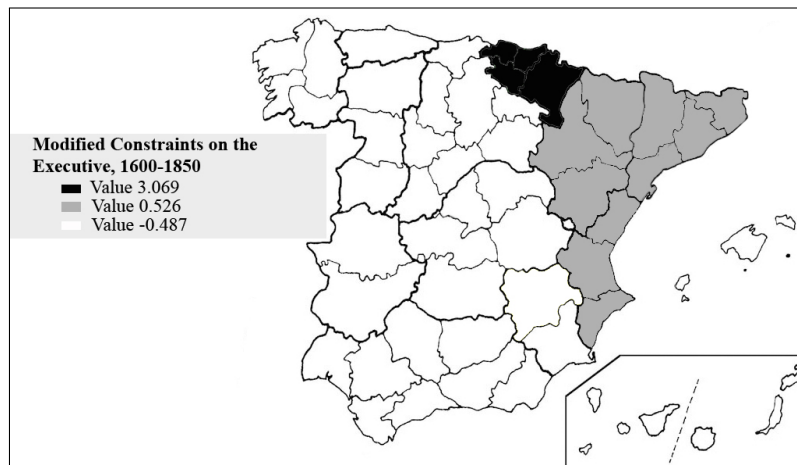 Modified Constraints on the
Executive, 1600-1850
Value 3.069
Value 0.526
Value -0.487